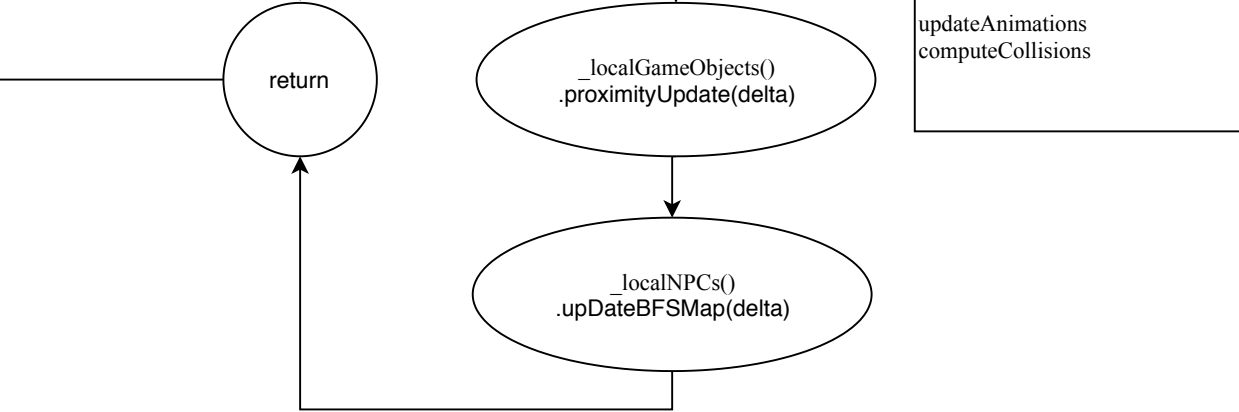 return
_localGameObjects()
.proximityUpdate(delta)
updateAnimations
computeCollisions
_localNPCs()
.upDateBFSMap(delta)